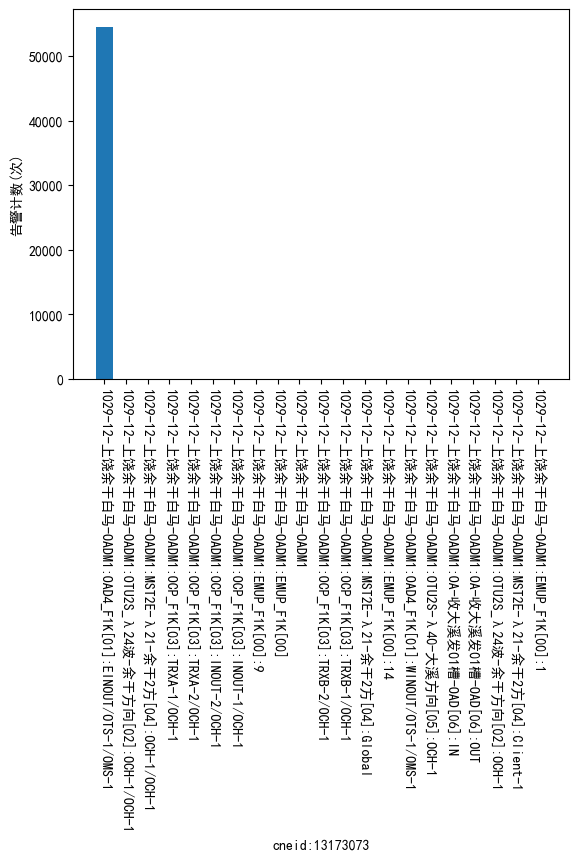 告警计数(次)
50000
40000
30000
20000
10000
0
1029-12-上饶余干白马-OADM1:OAD4_F1K[01]:EINOUT/OTS-1/OMS-1
1029-12-上饶余干白马-OADM1:OTU2S_λ24波-余干方向[02]:OCH-1/OCH-1
1029-12-上饶余干白马-OADM1:MST2E-λ21-余干2方[04]:OCH-1/OCH-1
1029-12-上饶余干白马-OADM1:OCP_F1K[03]:TRXA-1/OCH-1
1029-12-上饶余干白马-OADM1:OCP_F1K[03]:TRXA-2/OCH-1
1029-12-上饶余干白马-OADM1:OCP_F1K[03]:INOUT-2/OCH-1
1029-12-上饶余干白马-OADM1:OCP_F1K[03]:INOUT-1/OCH-1
1029-12-上饶余干白马-OADM1:EMUP_F1K[00]:9
1029-12-上饶余干白马-OADM1:EMUP_F1K[00]
1029-12-上饶余干白马-OADM1
1029-12-上饶余干白马-OADM1:OCP_F1K[03]:TRXB-2/OCH-1
1029-12-上饶余干白马-OADM1:OCP_F1K[03]:TRXB-1/OCH-1
1029-12-上饶余干白马-OADM1:MST2E-λ21-余干2方[04]:Global
1029-12-上饶余干白马-OADM1:EMUP_F1K[00]:14
1029-12-上饶余干白马-OADM1:OAD4_F1K[01]:WINOUT/OTS-1/OMS-1
1029-12-上饶余干白马-OADM1:OTU2S-λ40-大溪方向[05]:OCH-1
1029-12-上饶余干白马-OADM1:OA-收大溪发01槽-OAD[06]:IN
1029-12-上饶余干白马-OADM1:OA-收大溪发01槽-OAD[06]:OUT
1029-12-上饶余干白马-OADM1:OTU2S_λ24波-余干方向[02]:OCH-1
1029-12-上饶余干白马-OADM1:MST2E-λ21-余干2方[04]:Client-1
1029-12-上饶余干白马-OADM1:EMUP_F1K[00]:1
cneid:13173073